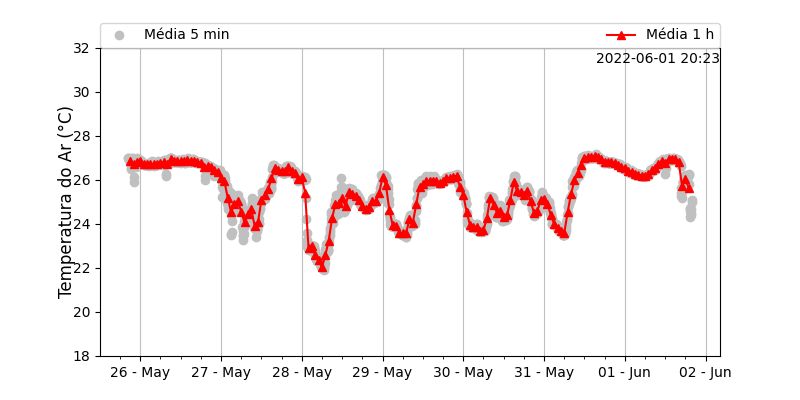 Média 5 min
Média 1 h
2022-06-01 20:23
Temperatura do Ar (°C)
32
30
28
26
24
22
20
18
26 - May
27 - May
28 - May
29 - May
30 - May
31 - May
01 - Jun
02 - Jun